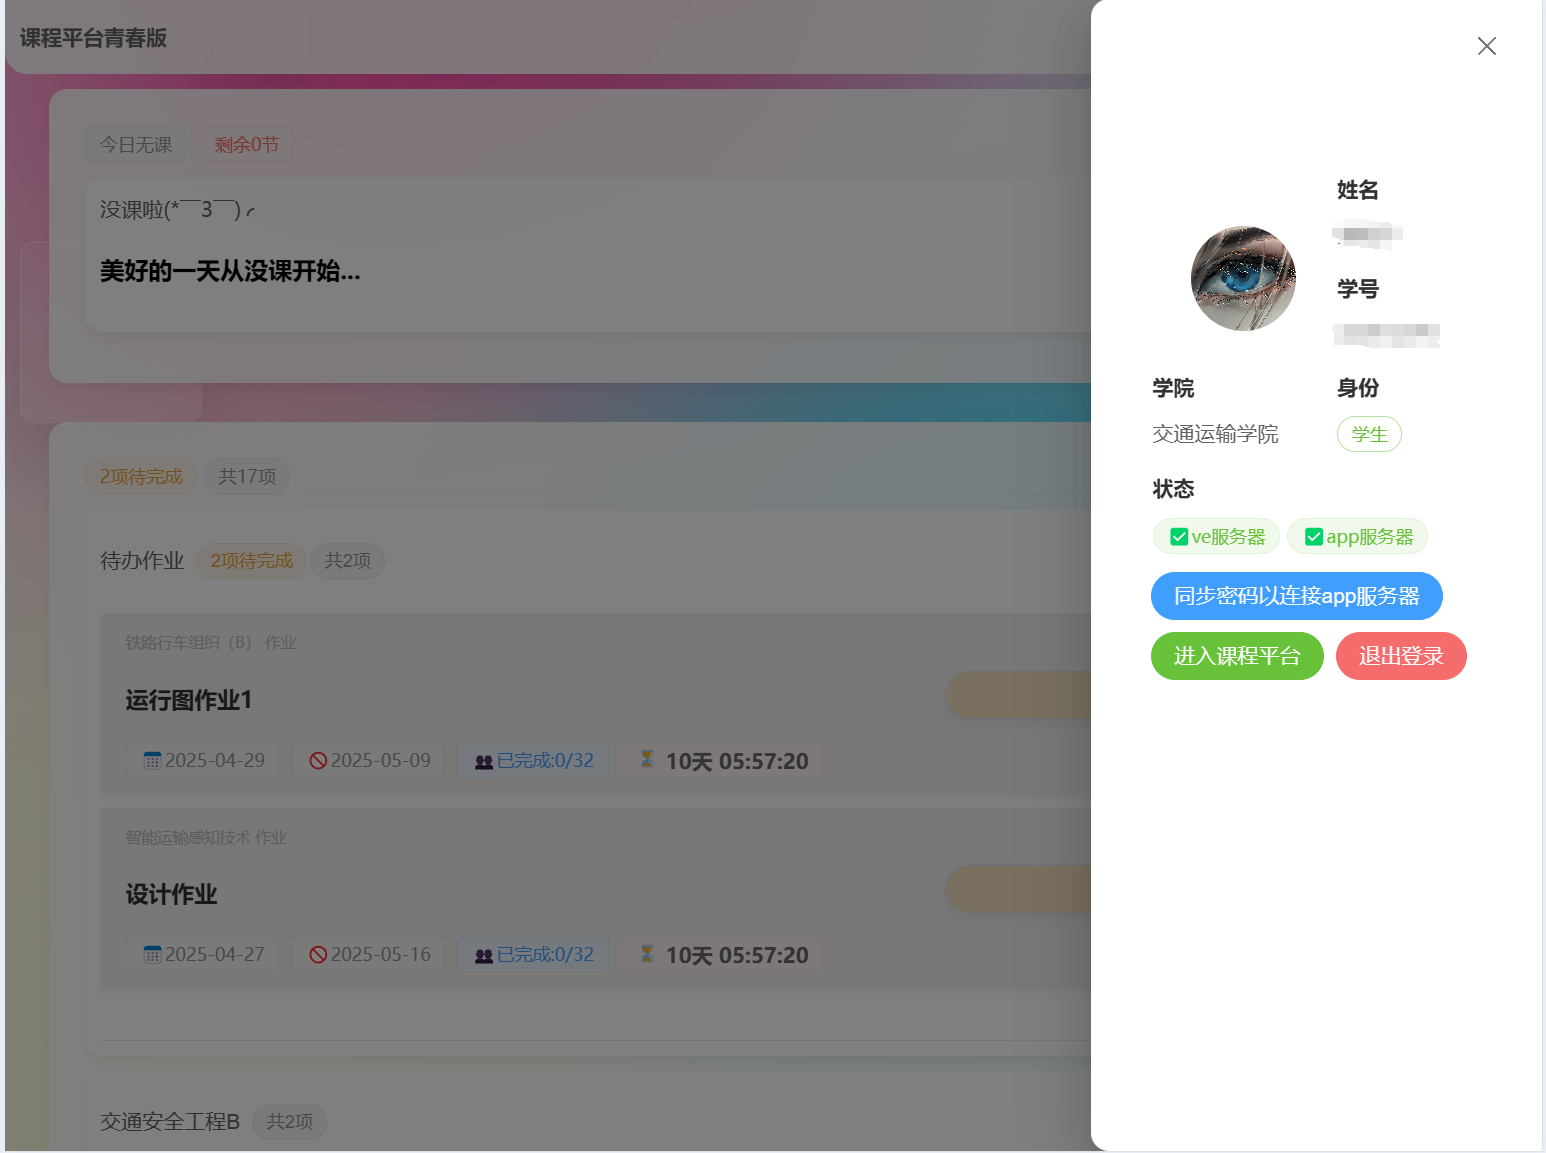 课程平台青春版
今日无课 剩余0节
没课啦(*￣3￣)╭
美好的一天从没课开始...
2项待完成 共17项
待办作业 2项待完成 共2项
铁路行车组织（B） 作业
运行图作业1
2025-04-29 2025-05-09 已完成:0/32 10天 05:57:20
智能运输感知技术 作业
设计作业
2025-04-27 2025-05-16 已完成:0/32 10天 05:57:20
交通安全工程B 共2项
姓名
学号
学院 身份
交通运输学院 学生
状态
ve服务器 app服务器
同步密码以连接app服务器
进入课程平台 退出登录